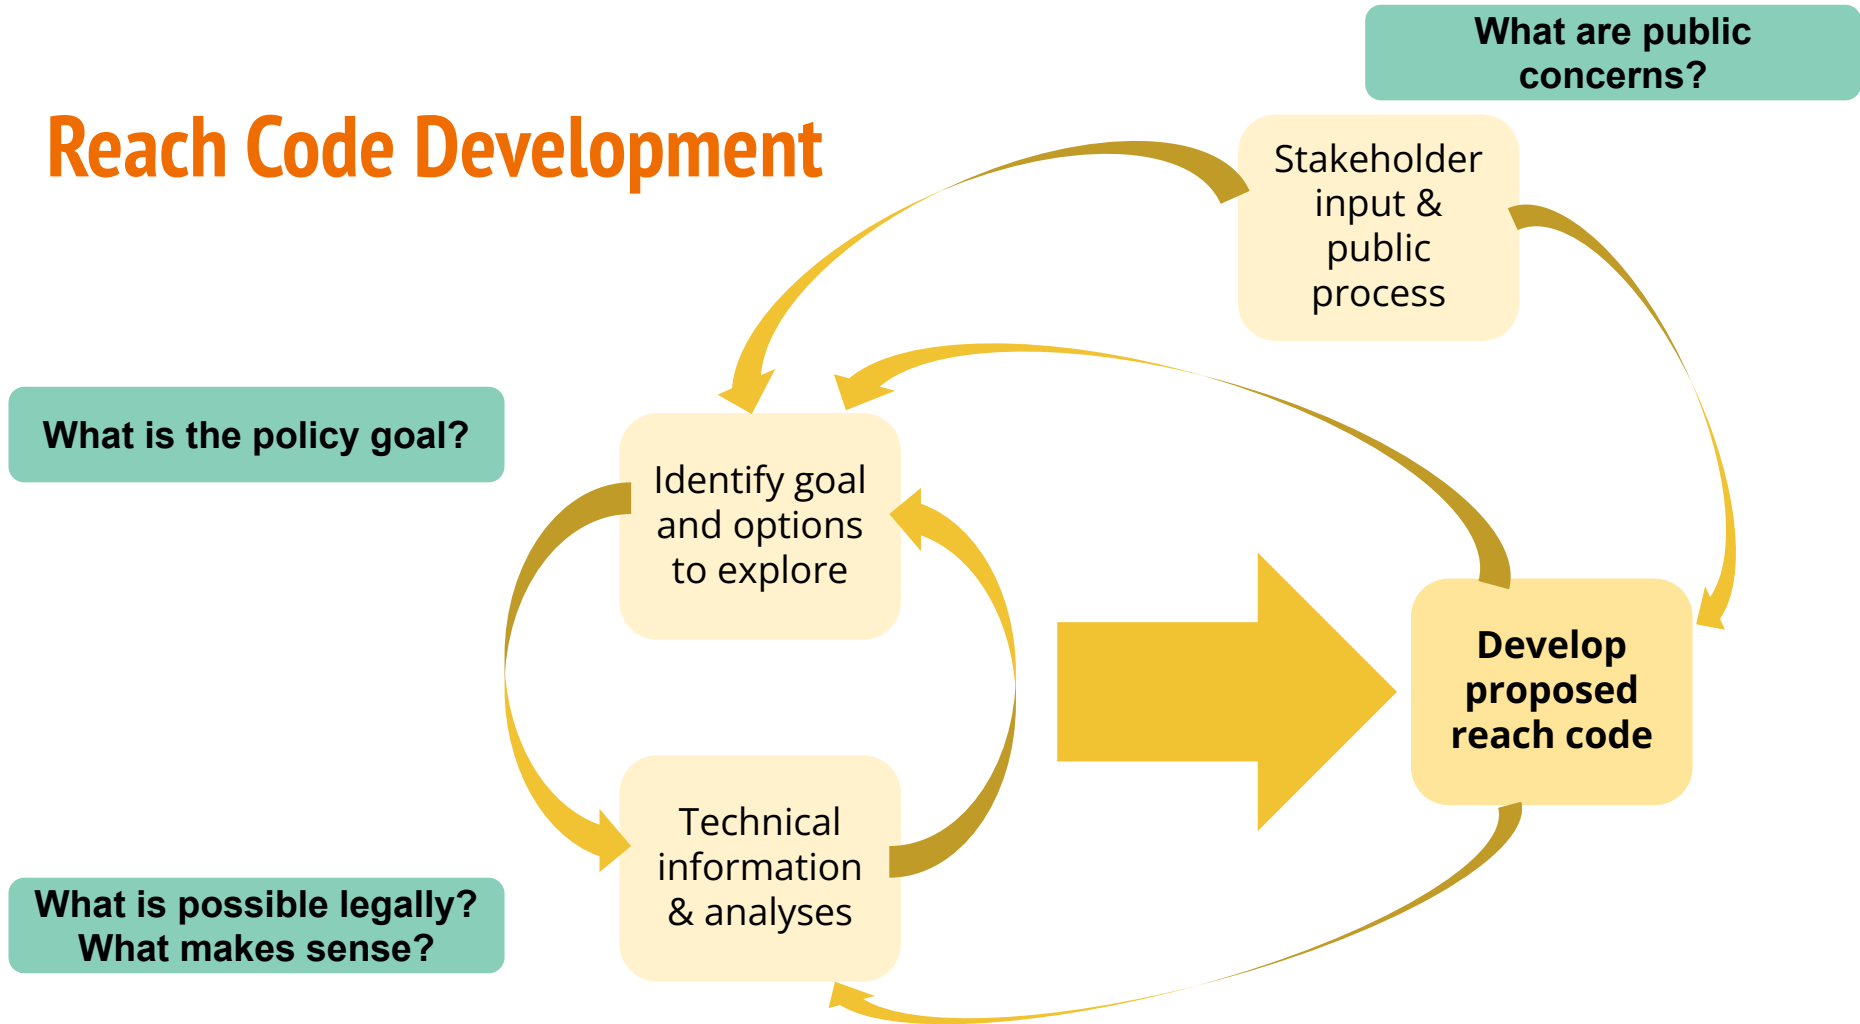 What are public
concerns?
Reach Code Development
Stakeholder
input &
public
process
What is the policy goal?
Identify goal
and options
to explore
Develop
proposed
reach code
Technical
information
& analyses
What is possible legally?
What makes sense?